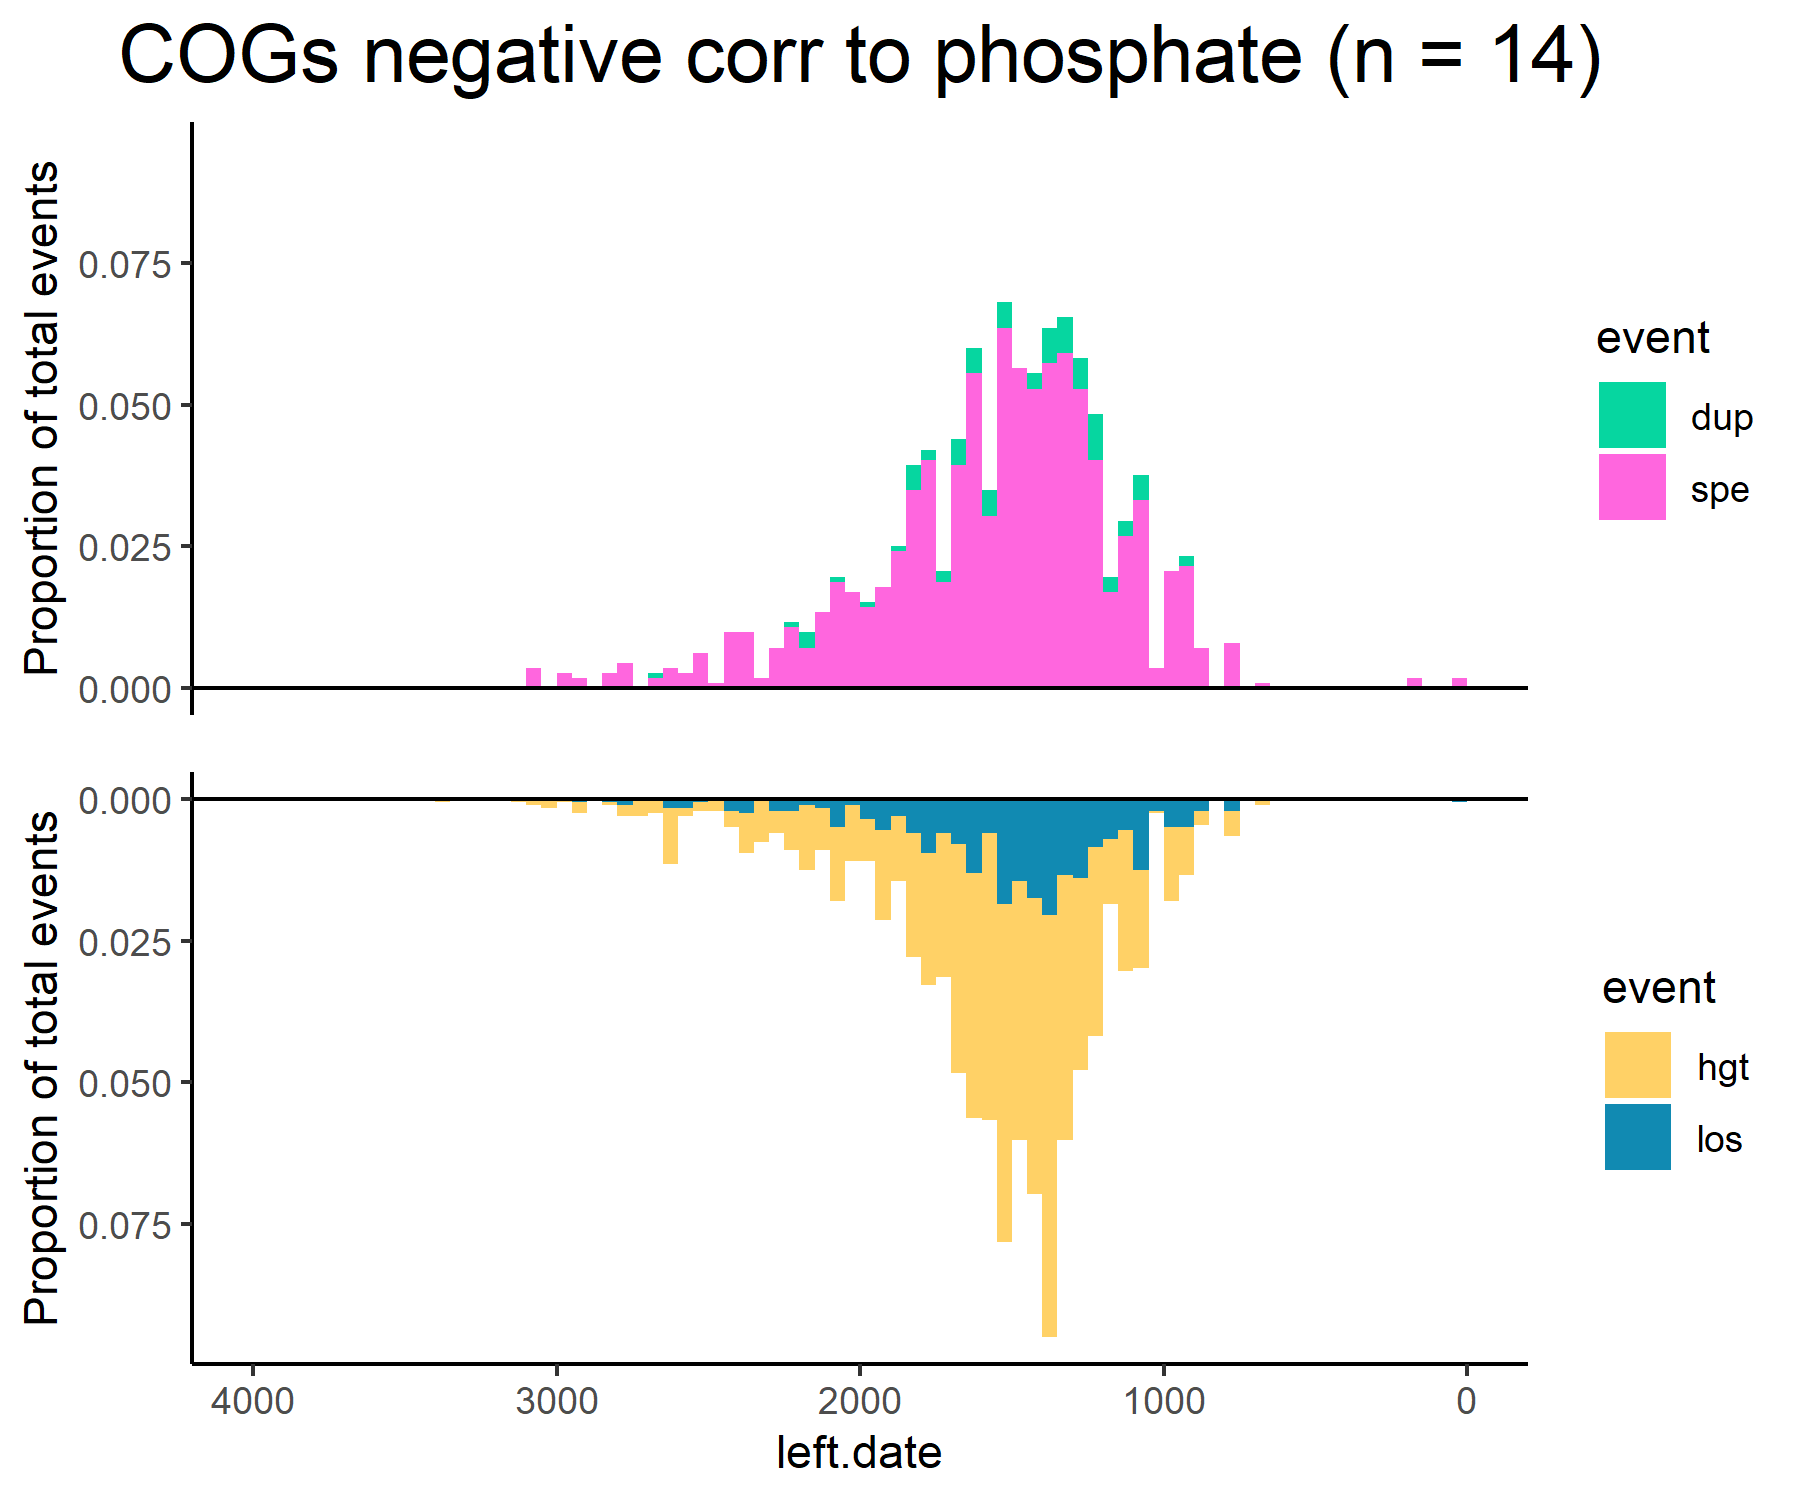 COGs negative corr to phosphate (n = 14)
Proportion of total events
0.075
0.050
0.025
0.000
event
dup
spe
Proportion of total events
0.000
0.025
0.050
0.075
event
hgt
los
4000 3000 2000 1000 0
left.date